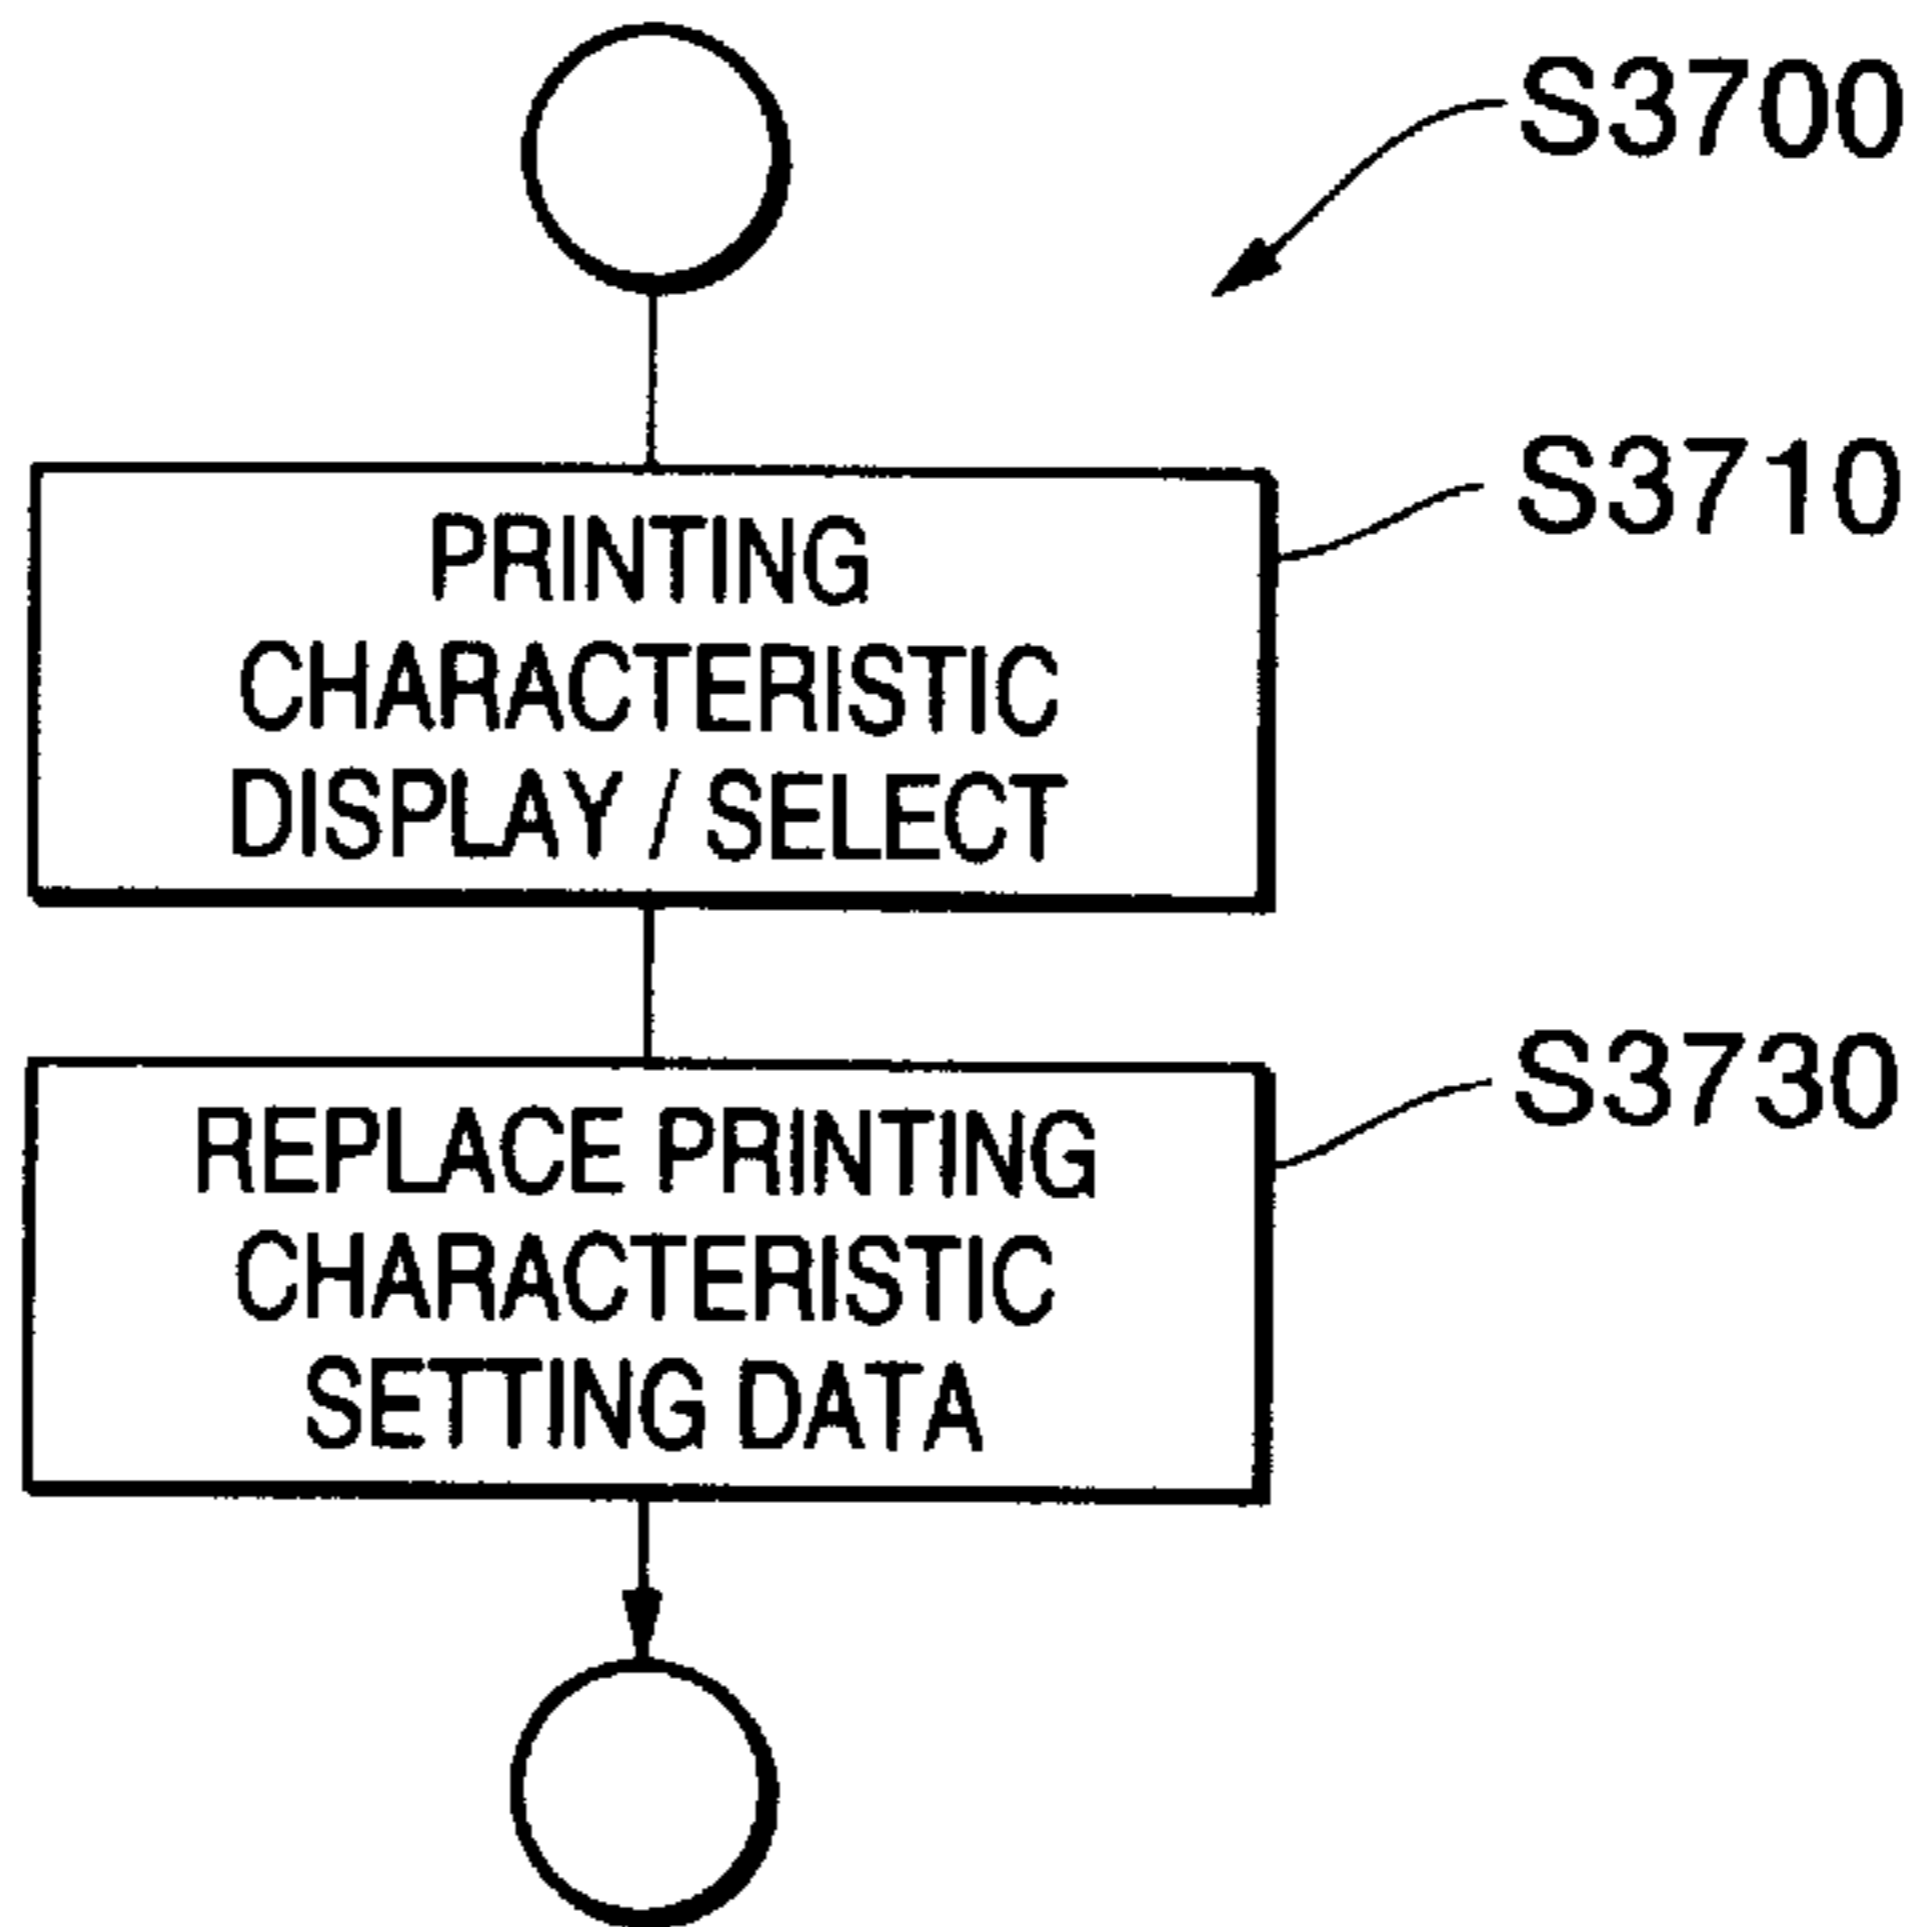 S3700
S3710
PRINTING
CHARACTERISTIC
DISPLAY / SELECT
S3730
REPLACE PRINTING
CHARACTERISTIC
SETTING DATA